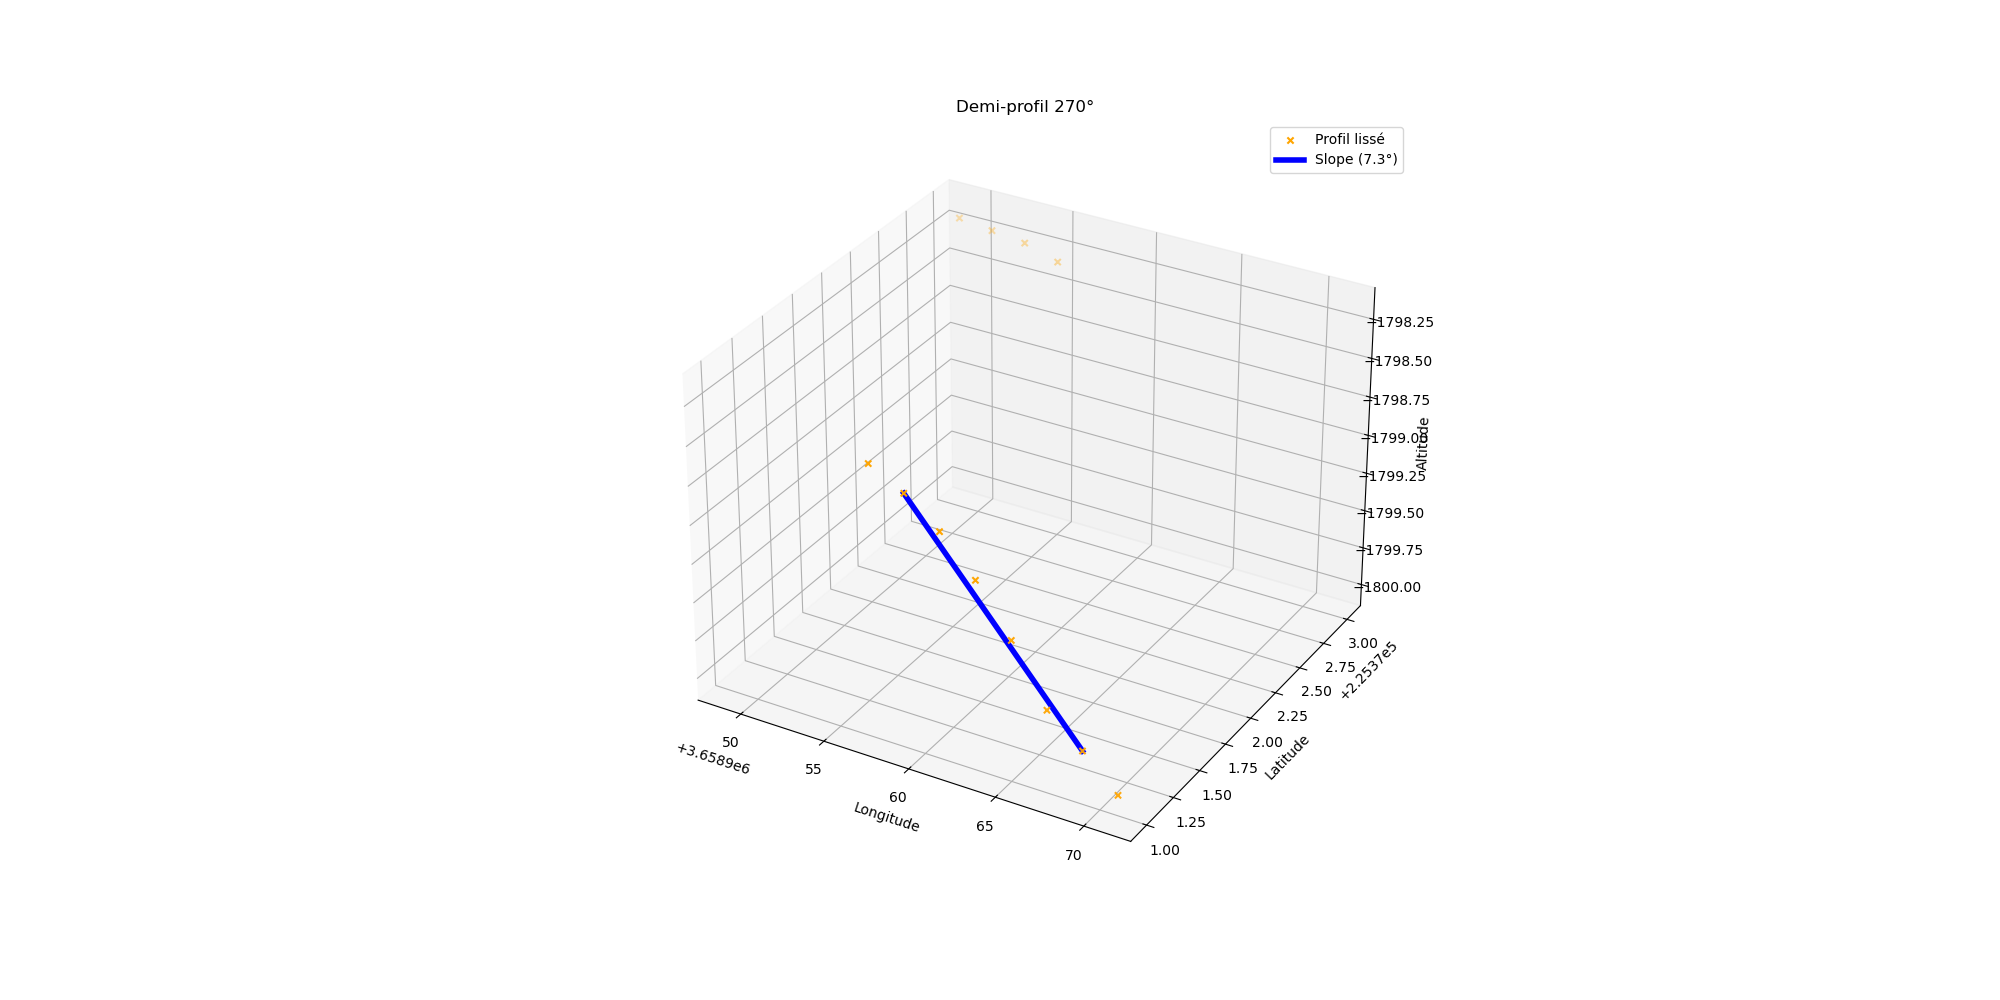 Demi-profil 270°
Profil lissé
Slope (7.3°)
−1798.25
−1798.50
−1798.75
−1799.00
−1799.25
−1799.50
−1799.75
−1800.00
Altitude
3.00
2.75
2.50
2.25
2.00
1.75
1.50
1.25
1.00
+2.2537e5
Latitude
50
55
60
65
70
+3.6589e6
Longitude